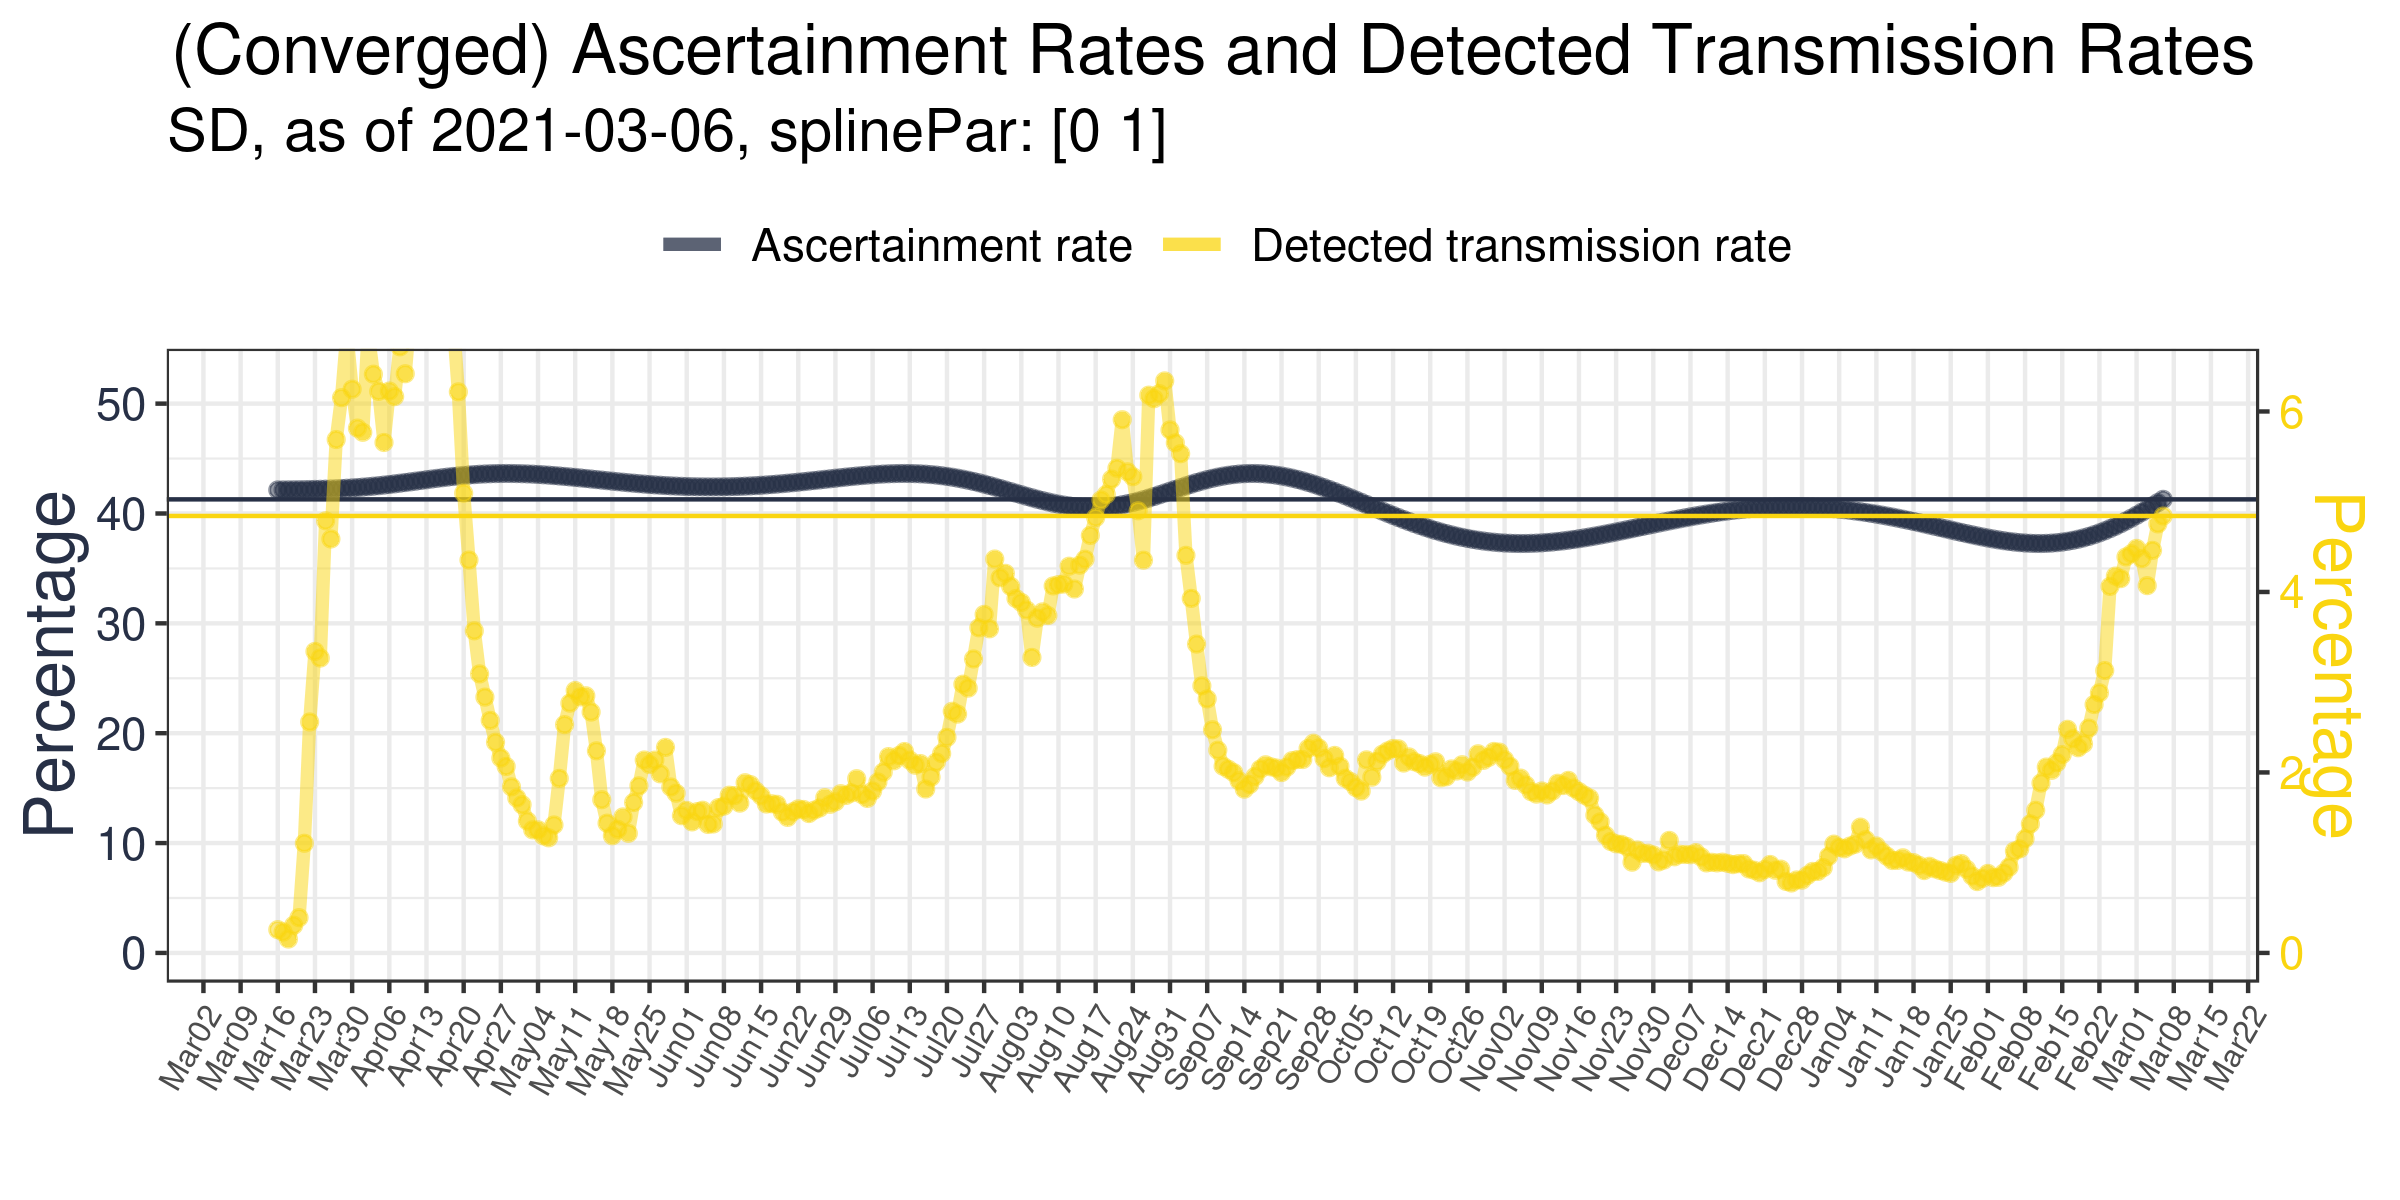 (Converged) Ascertainment Rates and Detected Transmission Rates
SD, as of 2021-03-06, splinePar: [0 1]
Ascertainment rate
Detected transmission rate
Percentage
50
40
30
20
10
0
6
4
2
0
Percentage
Mar02
Mar09
Mar16
Mar23
Mar30
Apr06
Apr13
Apr20
Apr27
May04
May11
May18
May25
Jun01
Jun08
Jun15
Jun22
Jun29
Jul06
Jul13
Jul20
Jul27
Aug03
Aug10
Aug17
Aug24
Aug31
Sep07
Sep14
Sep21
Sep28
Oct05
Oct12
Oct19
Oct26
Nov02
Nov09
Nov16
Nov23
Nov30
Dec07
Dec14
Dec21
Dec28
Jan04
Jan11
Jan18
Jan25
Feb01
Feb08
Feb15
Feb22
Mar01
Mar08
Mar15
Mar22